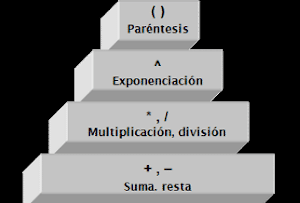 ( )
Paréntesis
^
Exponenciación
* , /
Multiplicación, división
+ , –
Suma. resta